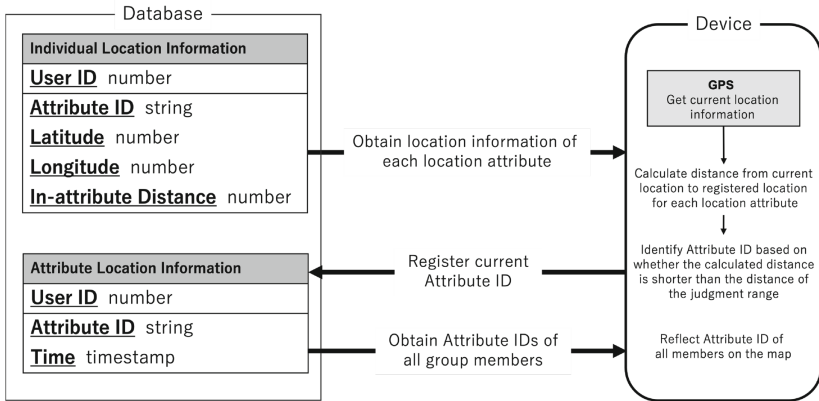 Database
Individual Location Information
User ID number
Attribute ID string
Latitude number
Longitude number
In-attribute Distance number
Attribute Location Information
User ID number
Attribute ID string
Time timestamp
Obtain location information of
each location attribute
Register current
Attribute ID
Obtain Attribute IDs of
all group members
Device
GPS
Get current location
information
Calculate distance from current
location to registered location
for each location attribute
Identify Attribute ID based on
whether the calculated distance
is shorter than the distance of
the judgment range
Reflect Attribute ID of
all members on the map